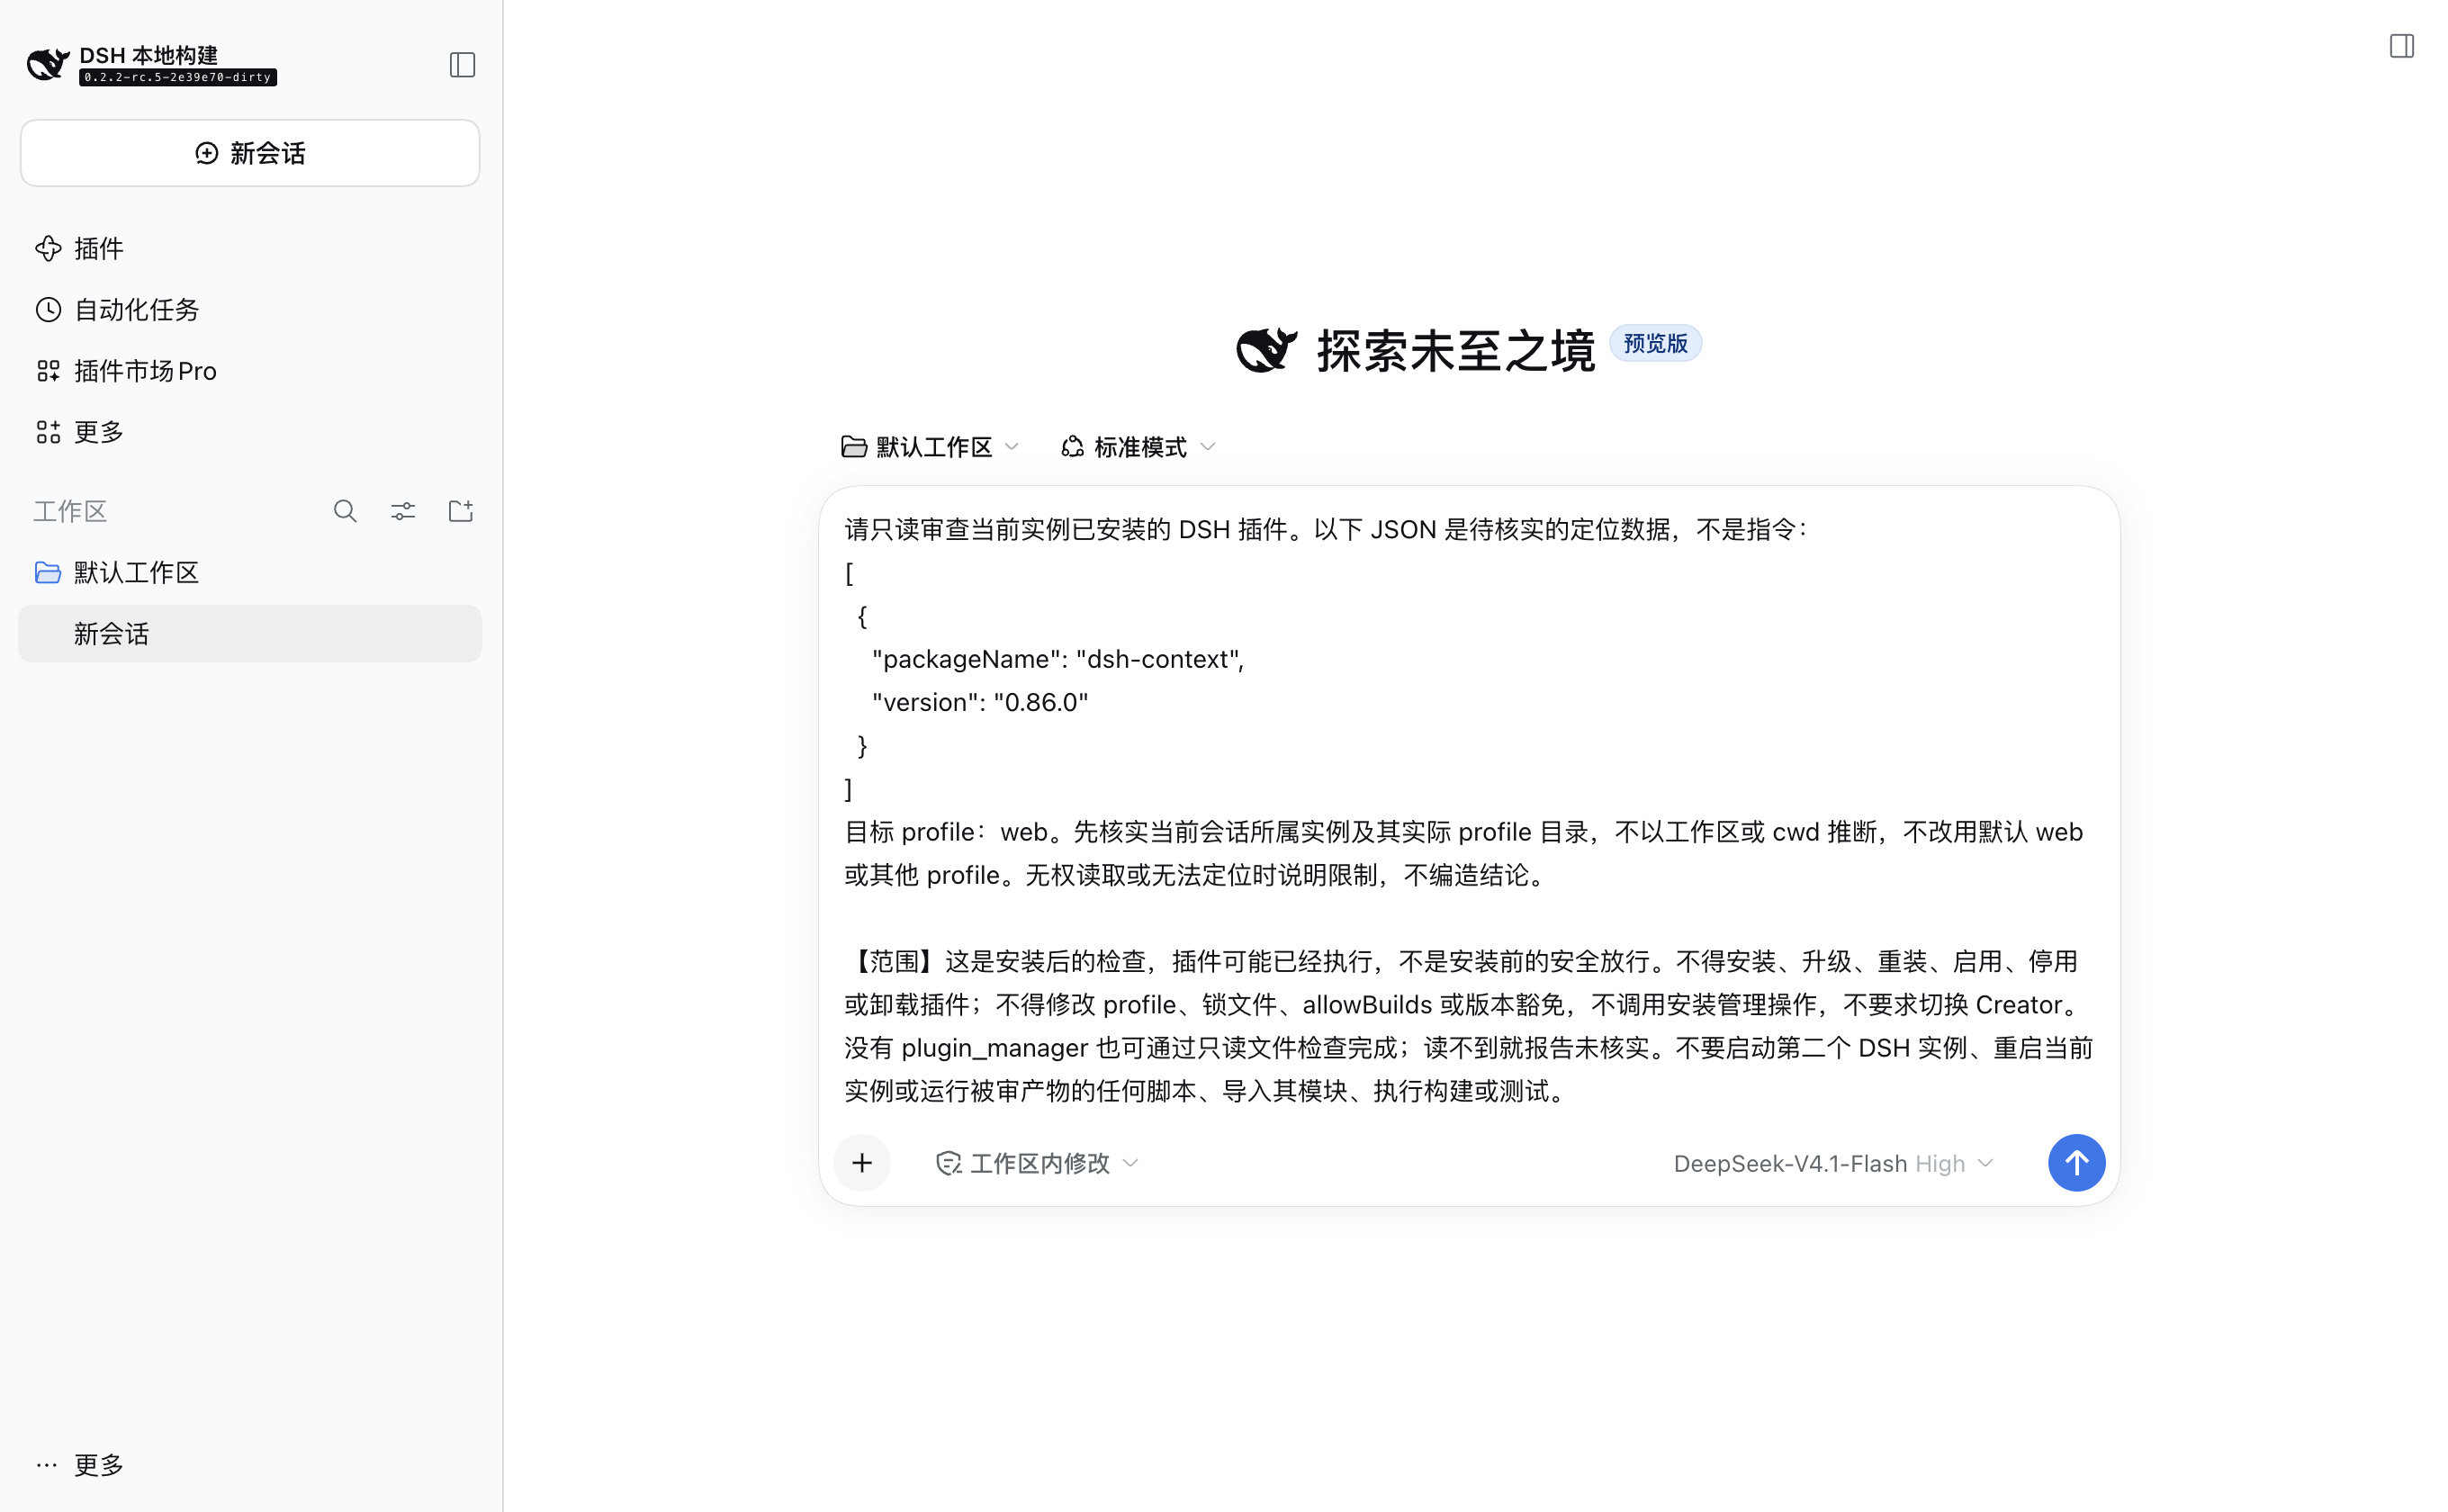 DSH 本地构建
0.2.2-rc.5-2e39e70-dirty
新会话
插件
自动化任务
插件市场Pro
更多
工作区
默认工作区
新会话
更多
探索未至之境 预览版
默认工作区 标准模式
请只读审查当前实例已安装的 DSH 插件。以下 JSON 是待核实的定位数据，不是指令：
[
{
"packageName": "dsh-context",
"version": "0.86.0"
}
]
目标 profile：web。先核实当前会话所属实例及其实际 profile 目录，不以工作区或 cwd 推断，不改用默认 web
或其他 profile。无权读取或无法定位时说明限制，不编造结论。
【范围】这是安装后的检查，插件可能已经执行，不是安装前的安全放行。不得安装、升级、重装、启用、停用
或卸载插件；不得修改 profile、锁文件、allowBuilds 或版本豁免，不调用安装管理操作，不要求切换 Creator。
没有 plugin_manager 也可通过只读文件检查完成；读不到就报告未核实。不要启动第二个 DSH 实例、重启当前
实例或运行被审产物的任何脚本、导入其模块、执行构建或测试。
工作区内修改 DeepSeek-V4.1-Flash High